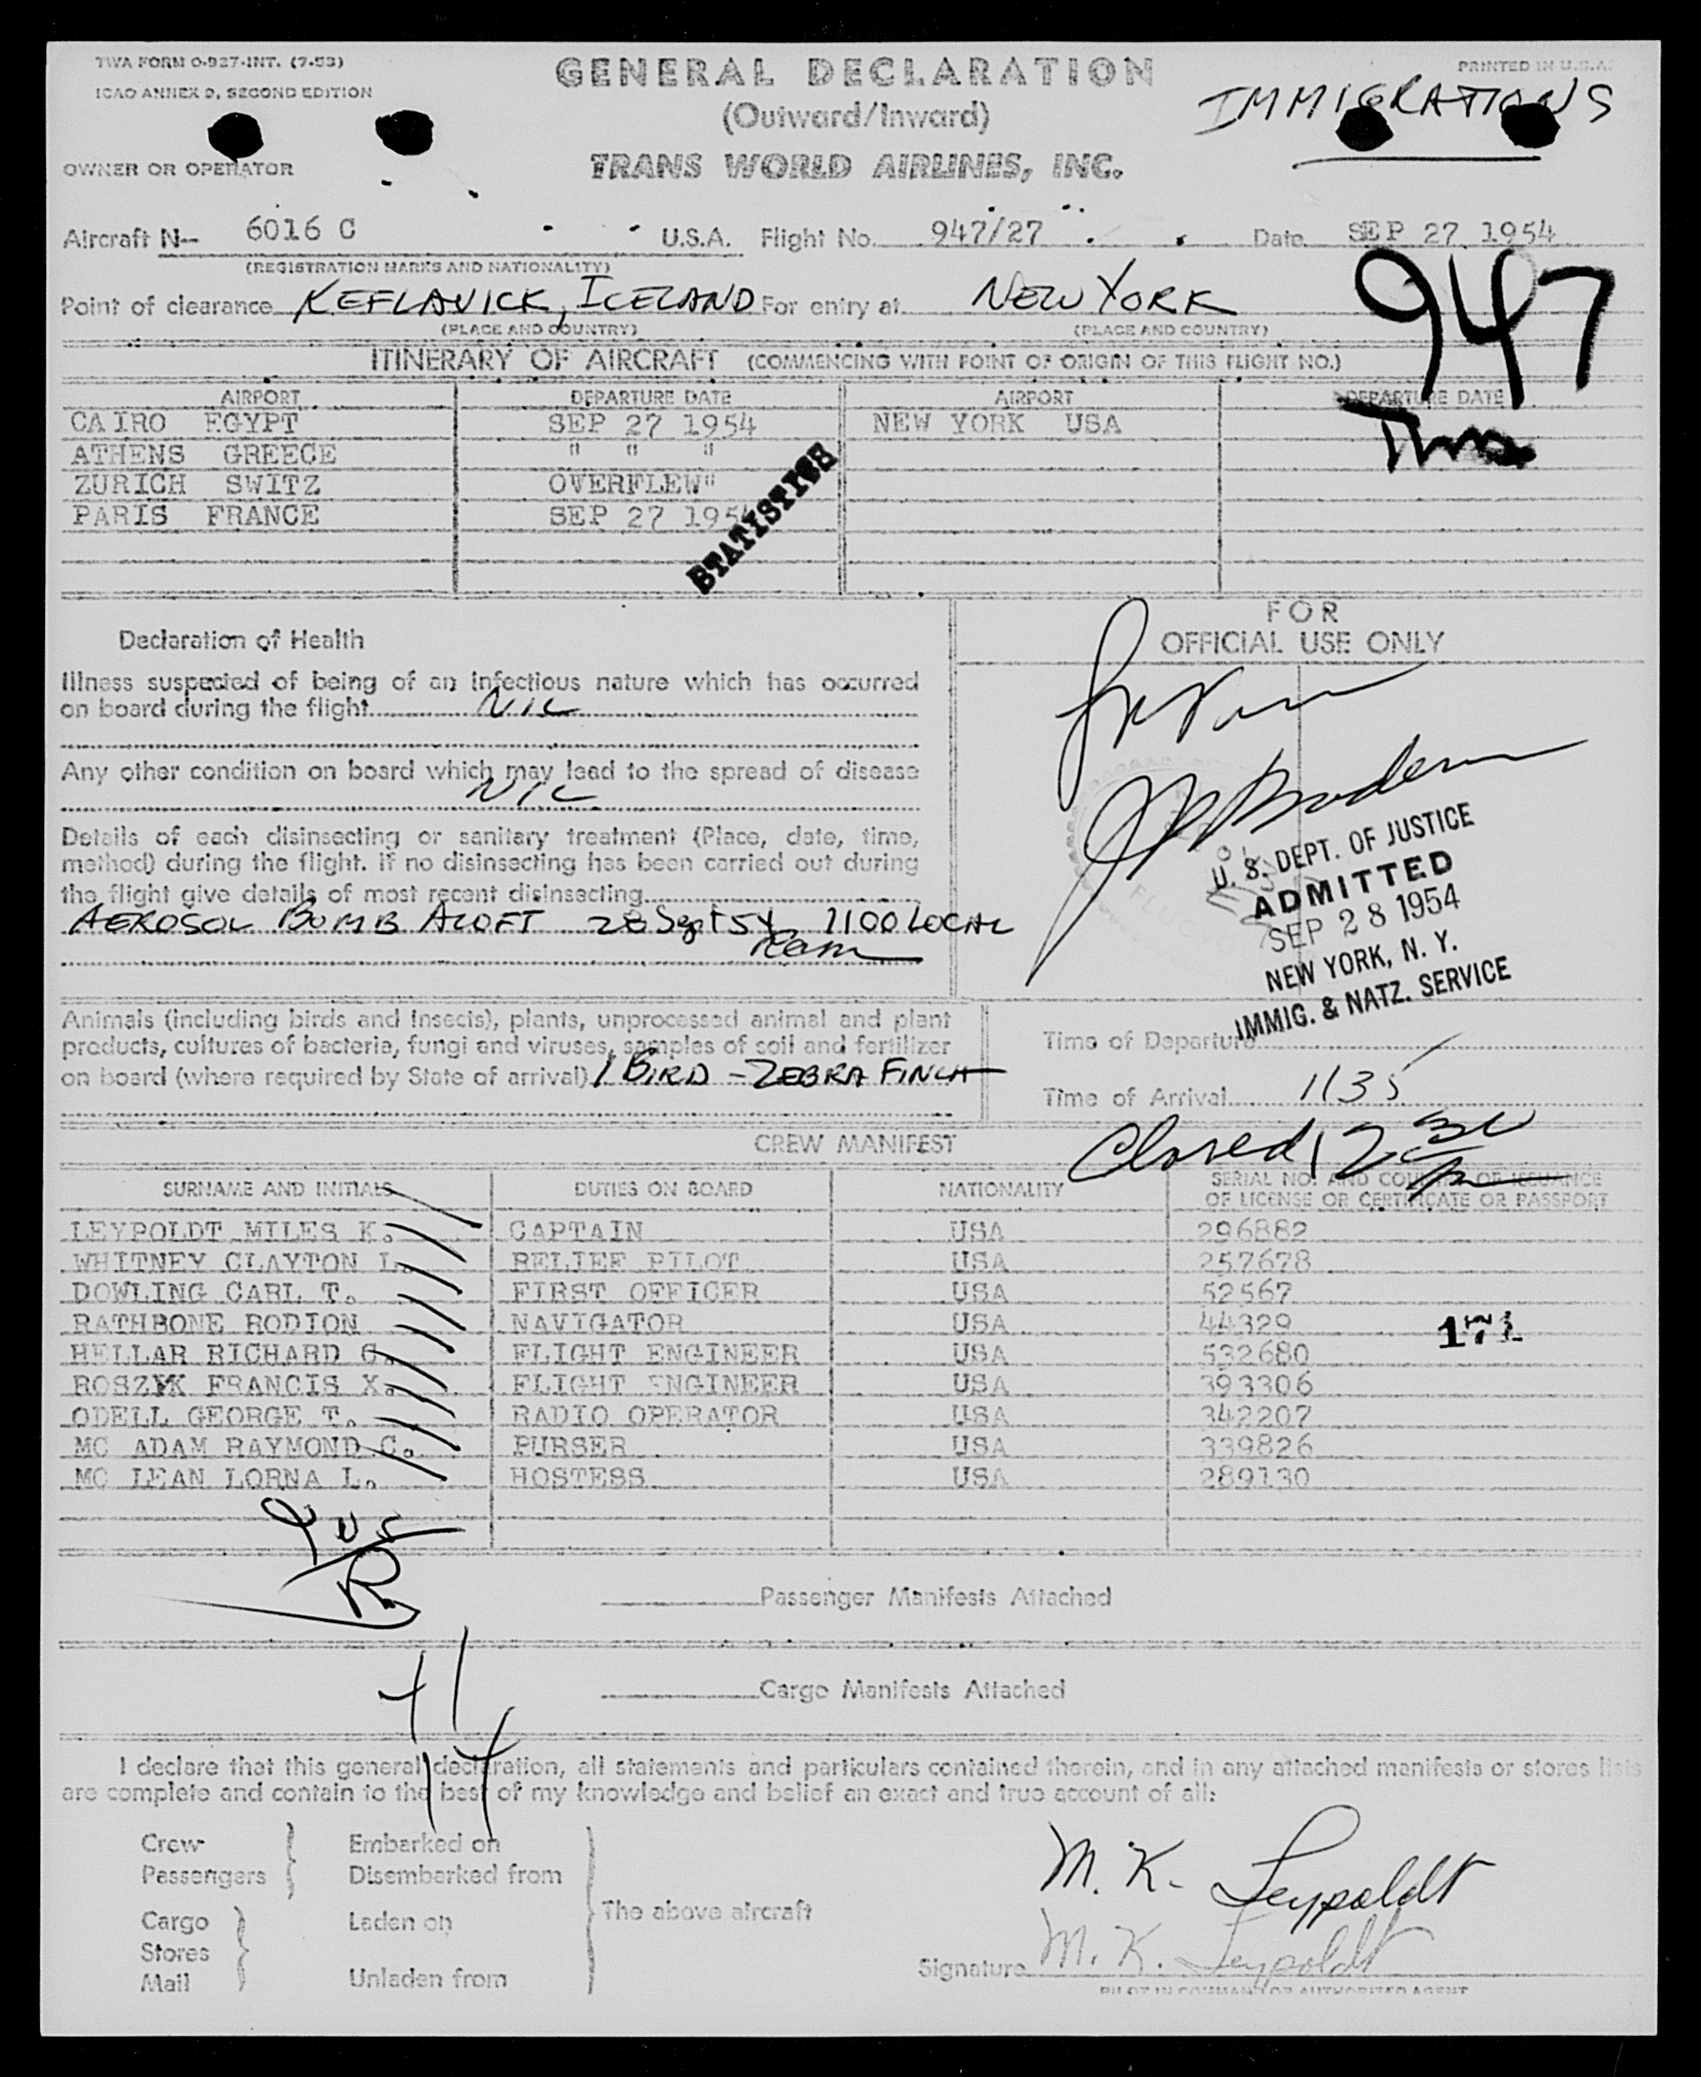 TWA FORM O-927-INT. (7-53)
ICAO ANNEX 9, SECOND EDITION
GENERAL DECLARATION
(Outward/Inward)
PRINTED IN U.S.A.
IMMIGRATIONS
OWNER OR OPERATOR
TRANS WORLD AIRLINES, INC.
Aircraft N-- 6016 C U.S.A. Flight No. 947/27 Date SEP 27 1954
(REGISTRATION MARKS AND NATIONALITY)
947
Point of clearance KEFLAVICK, ICELAND For entry at NEW YORK
(PLACE AND COUNTRY) (PLACE AND COUNTRY)
ITINERARY OF AIRCRAFT (COMMENCING WITH POINT OF ORIGIN OF THIS FLIGHT NO.)
AIRPORT DEPARTURE DATE AIRPORT DEPARTURE DATE
CAIRO EGYPT SEP 27 1954 NEW YORK USA
ATHENS GREECE " " "
ZURICH SWITZ OVERFLEW"
PARIS FRANCE SEP 27 1954
STATISTICS
Declaration of Health
FOR
OFFICIAL USE ONLY
Illness suspected of being of an infectious nature which has occurred
on board during the flight NIL
Any other condition on board which may lead to the spread of disease
NIL
Details of each disinsecting or sanitary treatment (Place, date, time,
method) during the flight. If no disinsecting has been carried out during
the flight give details of most recent disinsecting
AEROSOL BOMB ALOFT 28 Sept 54 1100 LOCAL
U. S. DEPT. OF JUSTICE
ADMITTED
SEP 28 1954
NEW YORK, N. Y.
IMMIG. & NATZ. SERVICE
Animals (including birds and insects), plants, unprocessed animal and plant
products, cultures of bacteria, fungi and viruses, samples of soil and fertilizer
on board (where required by State of arrival) 1 BIRD - ZEBRA FINCH
Time of Departure
Time of Arrival 1135
Closed 12 30
CREW MANIFEST
SURNAME AND INITIALS DUTIES ON BOARD NATIONALITY SERIAL NO. AND COUNTRY OF ISSUANCE
OF LICENSE OR CERTIFICATE OR PASSPORT
LEYPOLDT MILES K. CAPTAIN USA 296882
WHITNEY CLAYTON L. RELIEF PILOT USA 257678
DOWLING CARL T. FIRST OFFICER USA 52567
RATHBONE RODION NAVIGATOR USA 44329
HELLAR RICHARD G. FLIGHT ENGINEER USA 532680
ROSZYK FRANCIS X. FLIGHT ENGINEER USA 393306
ODELL GEORGE T. RADIO OPERATOR USA 342207
MC ADAM RAYMOND C. PURSER USA 339826
MC LEAN LORNA L. HOSTESS USA 289130
Passenger Manifests Attached
Cargo Manifests Attached
I declare that this general declaration, all statements and particulars contained therein, and in any attached manifests or stores lists
are complete and contain to the best of my knowledge and belief an exact and true account of all:
Crew
Passengers
Embarked on
Disembarked from
Cargo
Stores
Mail
Laden on
Unladen from
The above aircraft
M. K. Leypoldt
Signature M. K. Leypoldt
PILOT IN COMMAND OR AUTHORIZED AGENT